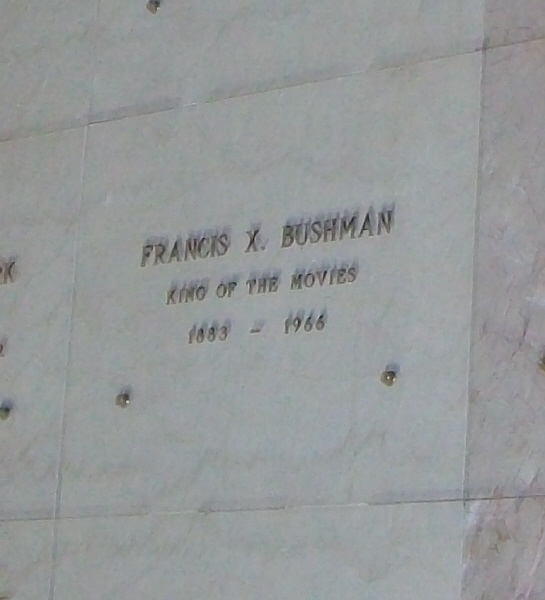 FRANCIS X. BUSHMAN
KING OF THE MOVIES
1883 - 1966